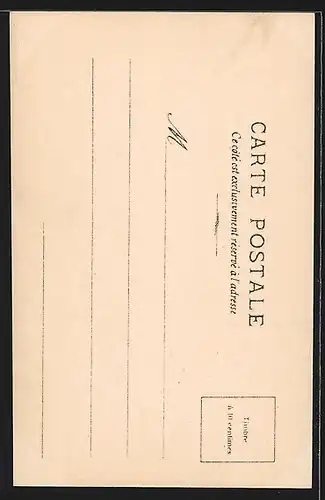 CARTE POSTALE
Ce côté est exclusivement réservé à l'adresse
Timbre
à 10 centimes
M